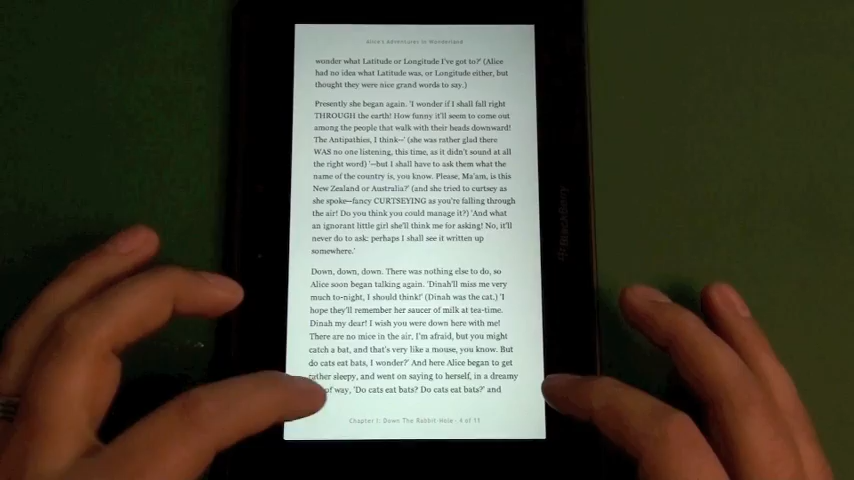 Alice's Adventures in Wonderland
wonder what Latitude or Longitude I've got to?' (Alice
had no idea what Latitude was, or Longitude either, but
thought they were nice grand words to say.)
Presently she began again. 'I wonder if I shall fall right
THROUGH the earth! How funny it'll seem to come out
among the people that walk with their heads downward!
The Antipathies, I think--' (she was rather glad there
WAS no one listening, this time, as it didn't sound at all
the right word) '--but I shall have to ask them what the
name of the country is, you know. Please, Ma'am, is this
New Zealand or Australia?' (and she tried to curtsey as
she spoke--fancy CURTSEYING as you're falling through
the air! Do you think you could manage it?) 'And what
an ignorant little girl she'll think me for asking! No, it'll
never do to ask: perhaps I shall see it written up
somewhere.'
Down, down, down. There was nothing else to do, so
Alice soon began talking again. 'Dinah'll miss me very
much to-night, I should think!' (Dinah was the cat.) 'I
hope they'll remember her saucer of milk at tea-time.
Dinah my dear! I wish you were down here with me!
There are no mice in the air, I'm afraid, but you might
catch a bat, and that's very like a mouse, you know. But
do cats eat bats, I wonder?' And here Alice began to get
rather sleepy, and went on saying to herself, in a dreamy
of way, 'Do cats eat bats? Do cats eat bats?' and
Chapter I: Down The Rabbit-Hole - 4 of 11
BlackBerry